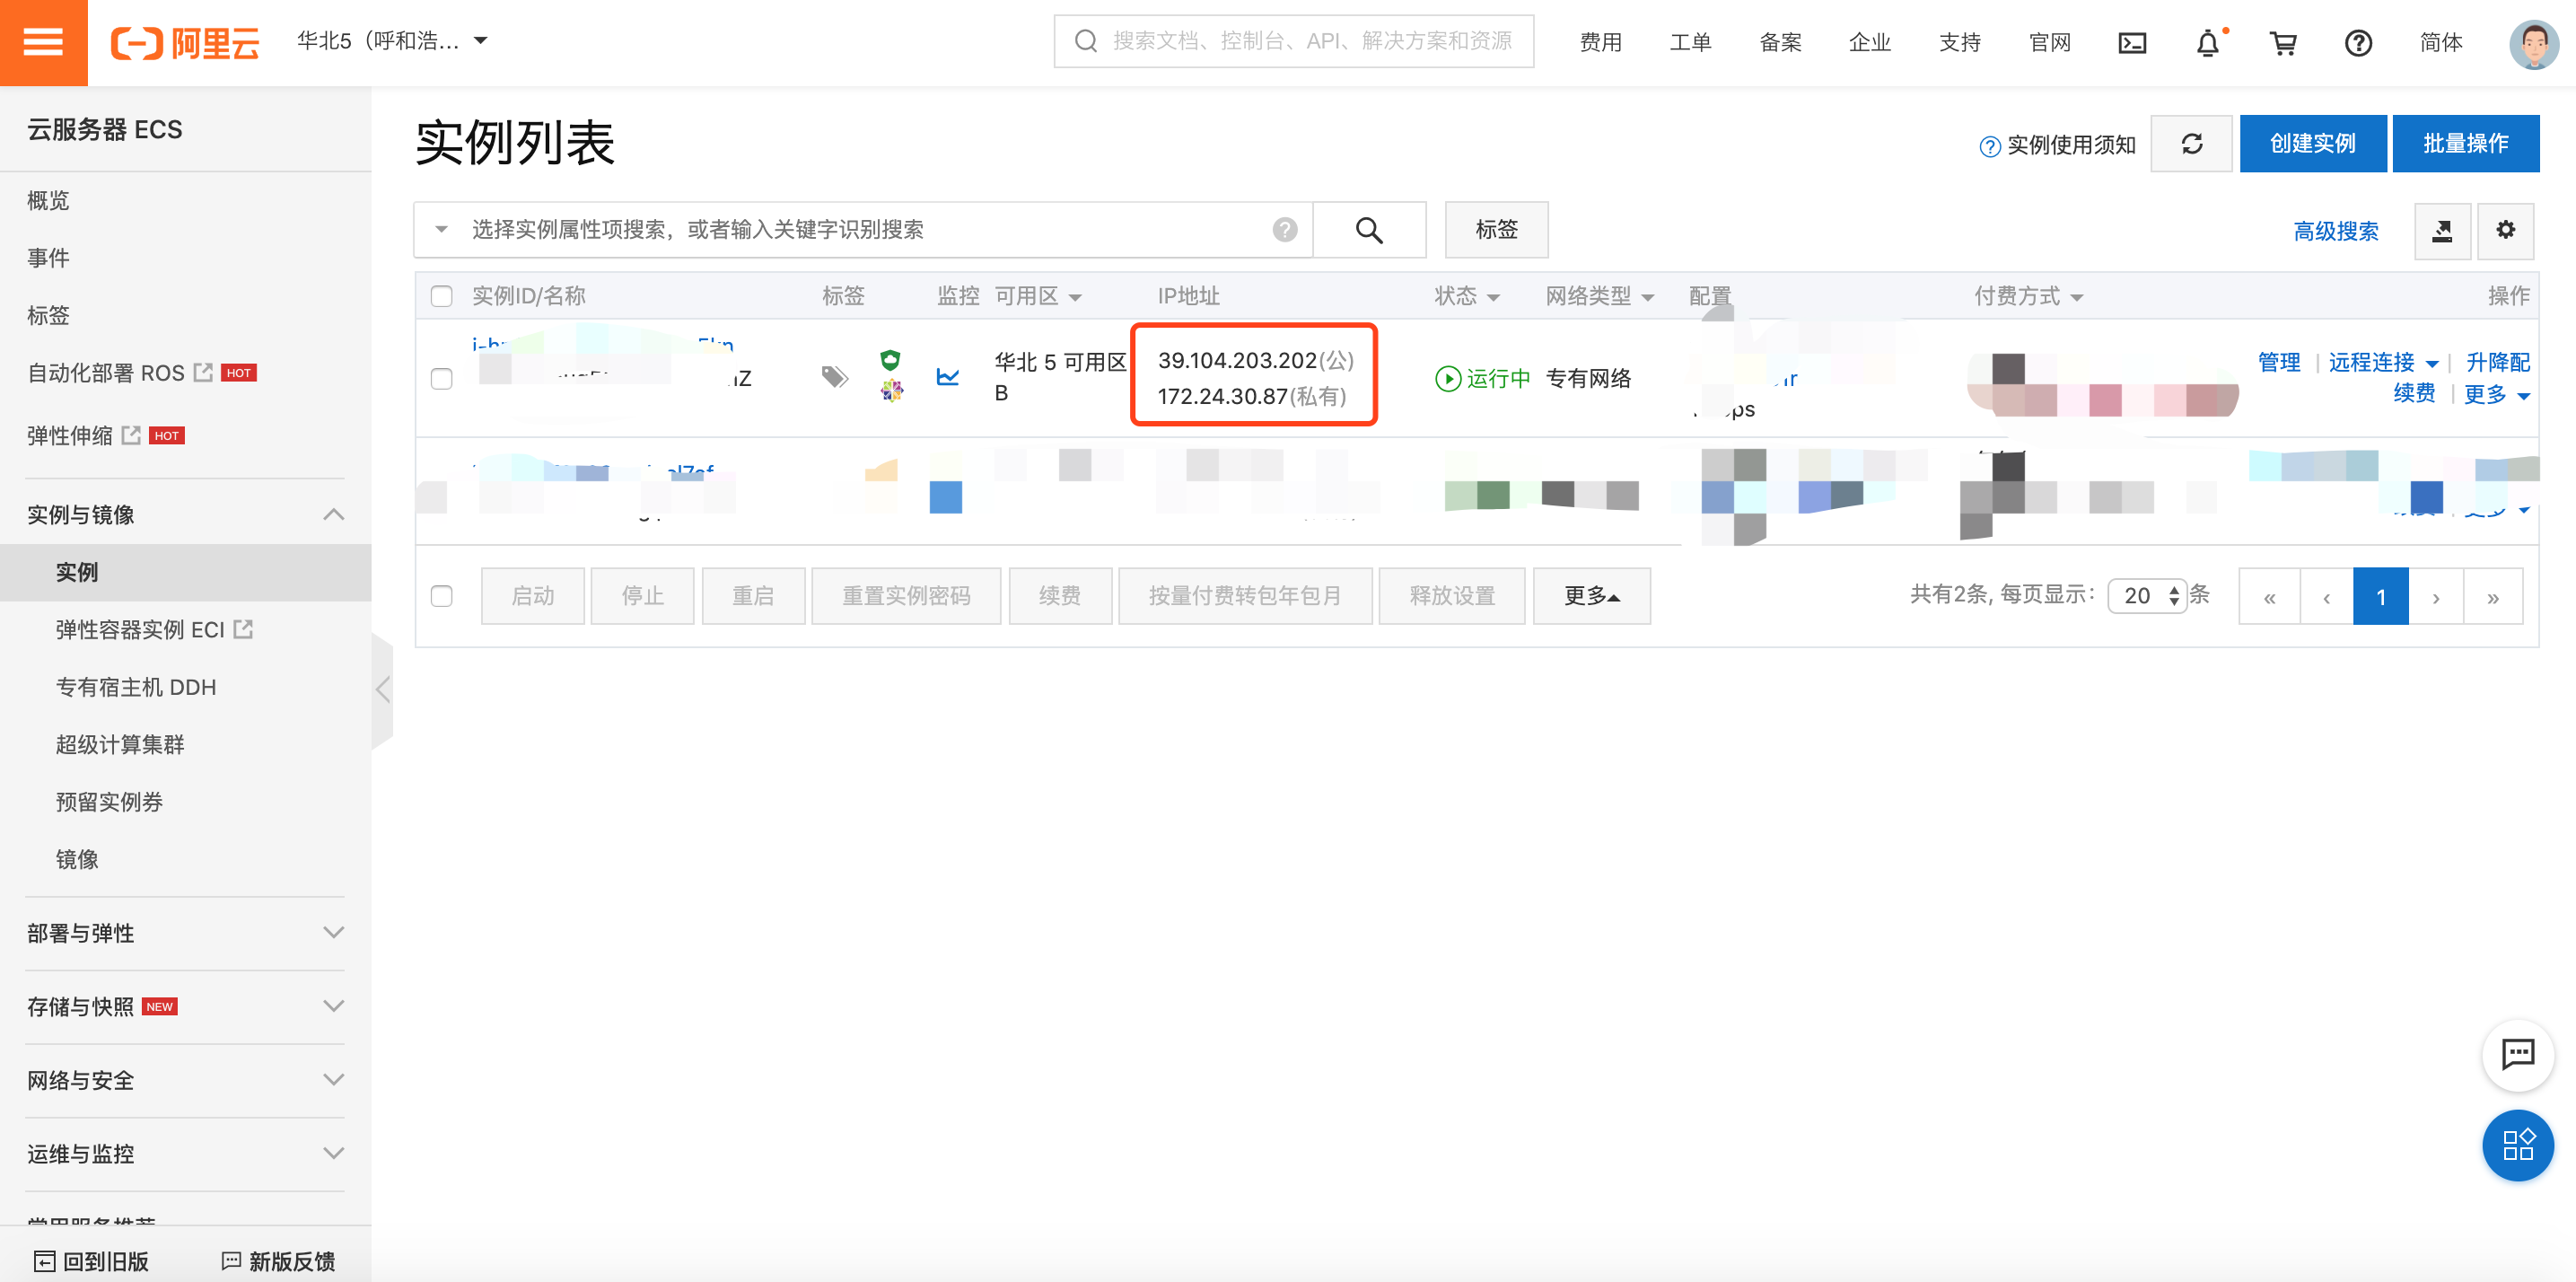 阿里云
华北5（呼和浩...
搜索文档、控制台、API、解决方案和资源
费用
工单
备案
企业
支持
官网
简体
云服务器 ECS
概览
事件
标签
自动化部署 ROS HOT
弹性伸缩 HOT
实例与镜像
实例
弹性容器实例 ECI
专有宿主机 DDH
超级计算集群
预留实例券
镜像
部署与弹性
存储与快照 NEW
网络与安全
运维与监控
常用服务推荐
回到旧版
新版反馈
实例列表
实例使用须知
创建实例
批量操作
选择实例属性项搜索，或者输入关键字识别搜索
标签
高级搜索
实例ID/名称 标签 监控 可用区 IP地址 状态 网络类型 配置 付费方式 操作
华北 5 可用区
B
39.104.203.202(公)
172.24.30.87(私有)
运行中
专有网络
管理 | 远程连接 | 升降配
续费 | 更多
启动 停止 重启 重置实例密码 续费 按量付费转包年包月 释放设置 更多
共有2条, 每页显示： 20 条
« ‹ 1 › »